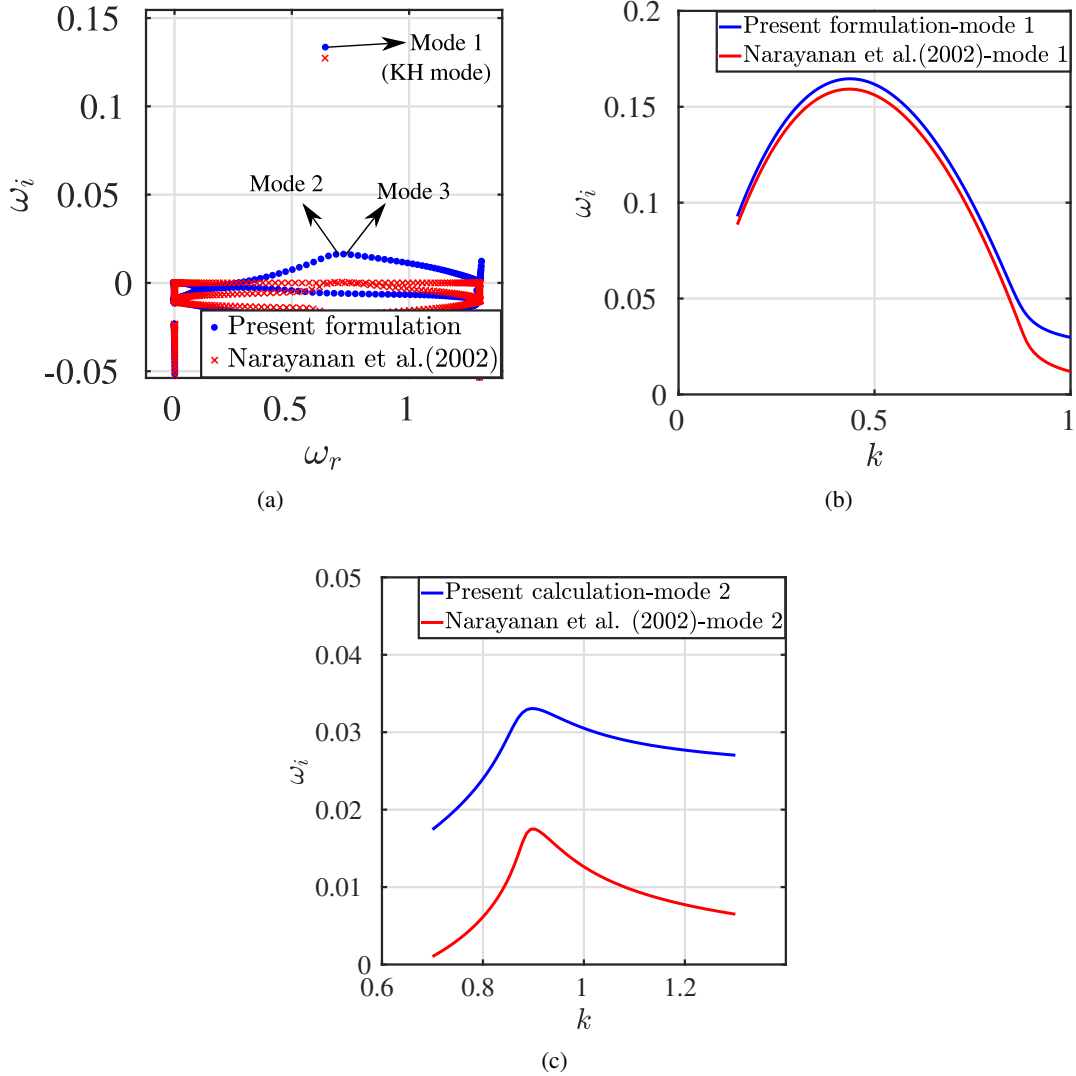 0.15
0.1
0.05
0
-0.05
ω_i
Mode 1
(KH mode)
Mode 2
Mode 3
Present formulation
Narayanan et al.(2002)
0
0.5
1
ω_r
(a)
0.2
0.15
0.1
0.05
0
ω_i
Present formulation-mode 1
Narayanan et al.(2002)-mode 1
0
0.5
1
k
(b)
0.05
0.04
0.03
0.02
0.01
0
ω_i
Present calculation-mode 2
Narayanan et al. (2002)-mode 2
0.6
0.8
1
1.2
k
(c)